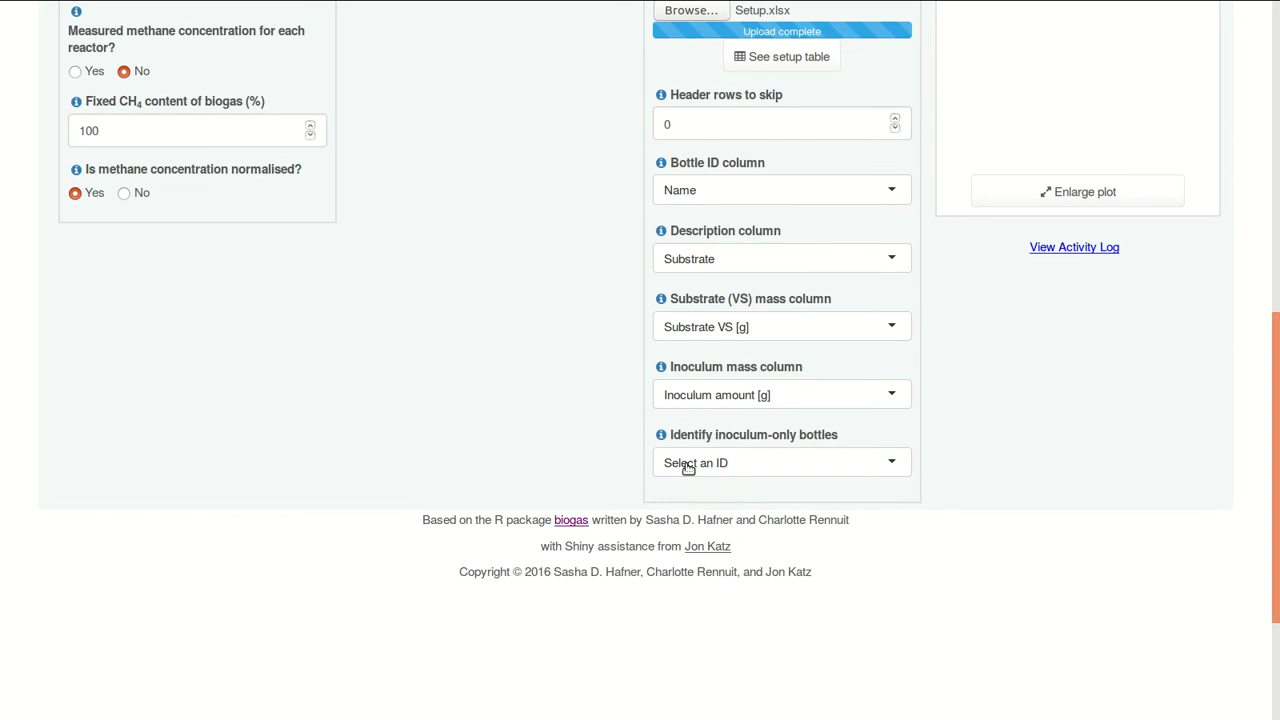 Measured methane concentration for each
reactor?
Yes No
Fixed CH₄ content of biogas (%)
100
Is methane concentration normalised?
Yes No
Browse... Setup.xlsx
Upload complete
See setup table
Header rows to skip
0
Bottle ID column
Name
Description column
Substrate
Substrate (VS) mass column
Substrate VS [g]
Inoculum mass column
Inoculum amount [g]
Identify inoculum-only bottles
Select an ID
Enlarge plot
View Activity Log
Based on the R package biogas written by Sasha D. Hafner and Charlotte Rennuit
with Shiny assistance from Jon Katz
Copyright © 2016 Sasha D. Hafner, Charlotte Rennuit, and Jon Katz